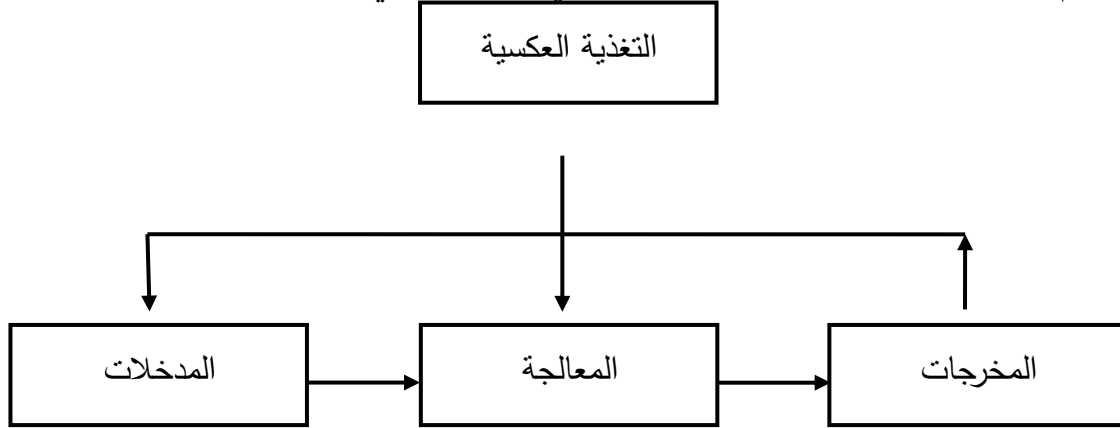 التغذية العكسية
المدخلات
المعالجة
المخرجات